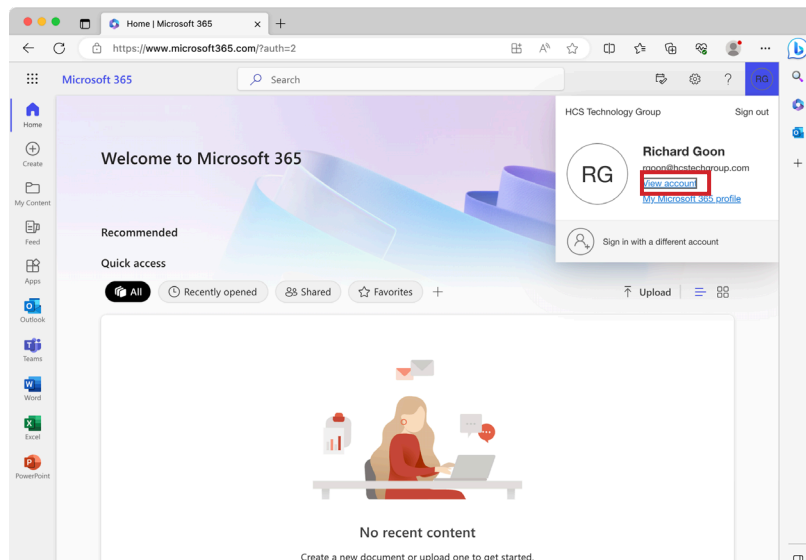 Home | Microsoft 365
https://www.microsoft365.com/?auth=2
Microsoft 365
Search
RG
HCS Technology Group
Sign out
Richard Goon
rgoon@hcstechgroup.com
RG
View account
My Microsoft 365 profile
Sign in with a different account
Home
Create
My Content
Feed
Apps
Outlook
Teams
Word
Excel
PowerPoint
Welcome to Microsoft 365
Recommended
Quick access
All
Recently opened
Shared
Favorites
Upload
No recent content
Create a new document or upload one to get started.